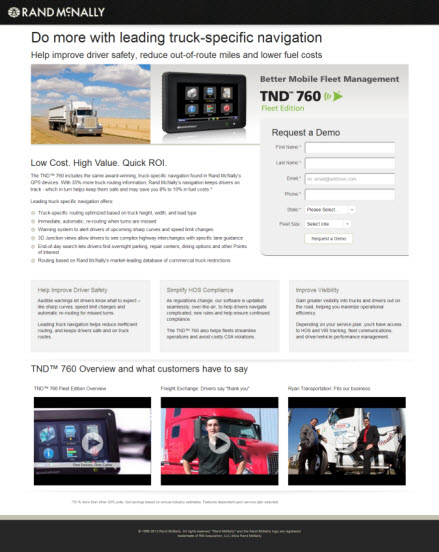 RAND McNALLY
Do more with leading truck-specific navigation
Help improve driver safety, reduce out-of-route miles and lower fuel costs
Better Mobile Fleet Management
TND™ 760
Fleet Edition
Request a Demo
First Name *
Last Name *
Email *
Phone *
State * Please Select...
Fleet Size Select one
Request a Demo
Low Cost. High Value. Quick ROI.
The TND™ 760 includes the same award-winning, truck-specific navigation found in Rand McNally's
GPS devices. With 35% more truck routing information, Rand McNally's navigation keeps drivers on
track - which in turn helps keep them safe and may save you 8% to 10% in fuel costs *
Leading truck-specific navigation offers:
Truck-specific routing optimized based on truck height, width, and load type
Immediate, automatic, re-routing when turns are missed
Warning system to alert drivers of upcoming sharp curves and speed limit changes
3D Junction views allow drivers to see complex highway interchanges with specific lane guidance
End-of-day search lets drivers find overnight parking, repair centers, dining options and other Points
of Interest
Routing based on Rand McNally's market-leading database of commercial truck restrictions
Help Improve Driver Safety
Audible warnings let drivers know what to expect –
like sharp curves, speed limit changes and
automatic re-routing for missed turns.
Leading truck navigation helps reduce inefficient
routing, and keeps drivers safe and on truck
routes.
Simplify HOS Compliance
As regulations change, our software is updated
seamlessly, over-the-air, to help drivers navigate
complicated, new rules and help ensure continued
compliance.
The TND™ 760 also helps fleets streamline
operations and avoid costly CSA violations.
Improve Visibility
Gain greater visibility into trucks and drivers out on
the road, helping you maximize operational
efficiency.
Depending on your service plan, you'll have access
to HOS and VIR tracking, fleet communications,
and driver/vehicle performance management.
TND™ 760 Overview and what customers have to say
TND™ 760 Fleet Edition Overview
Freight Exchange: Drivers say "thank you"
Ryan Transportation: Fits our business